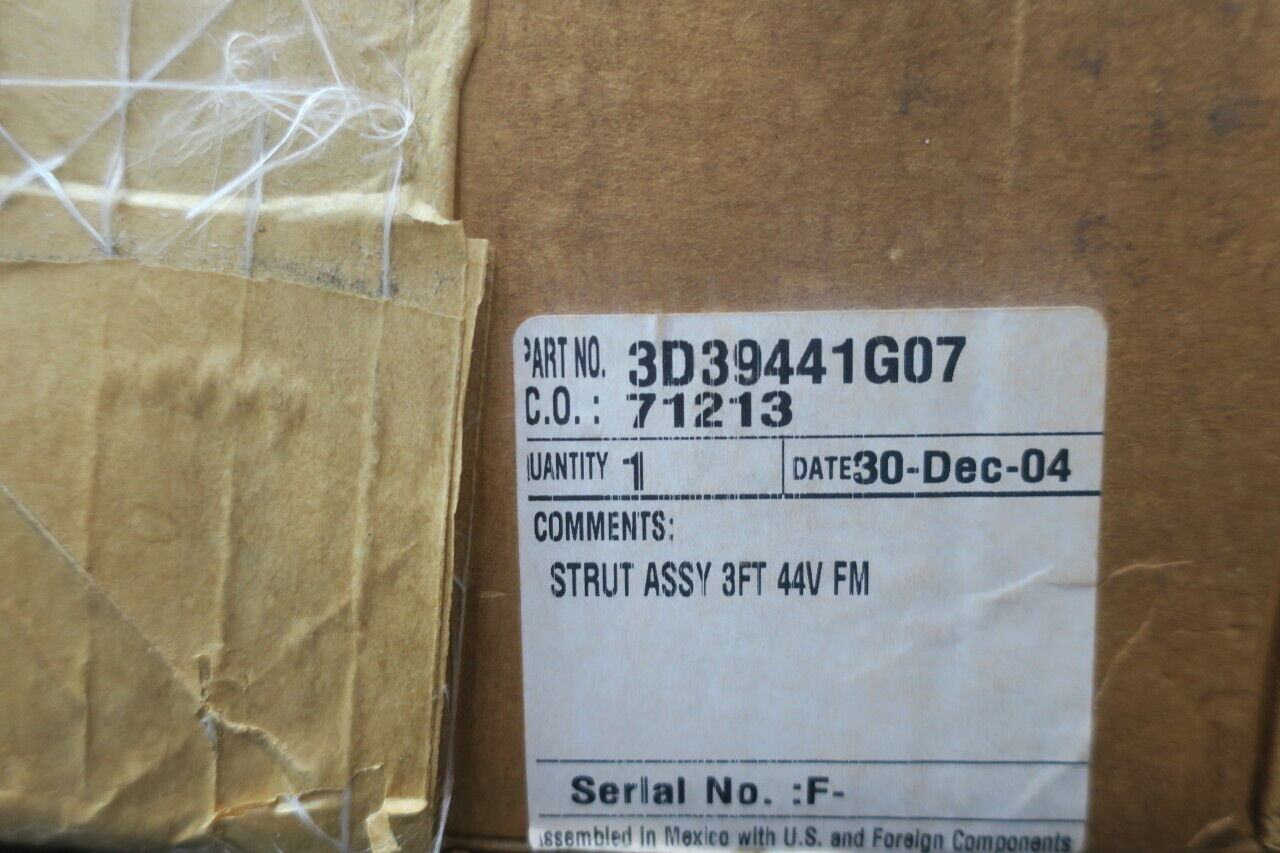 PART NO. 3D39441G07
C.O. : 71213
QUANTITY 1 DATE: 30-Dec-04
COMMENTS:
STRUT ASSY 3FT 44V FM
Serial No. :F-
Assembled in Mexico with U.S. and Foreign Components